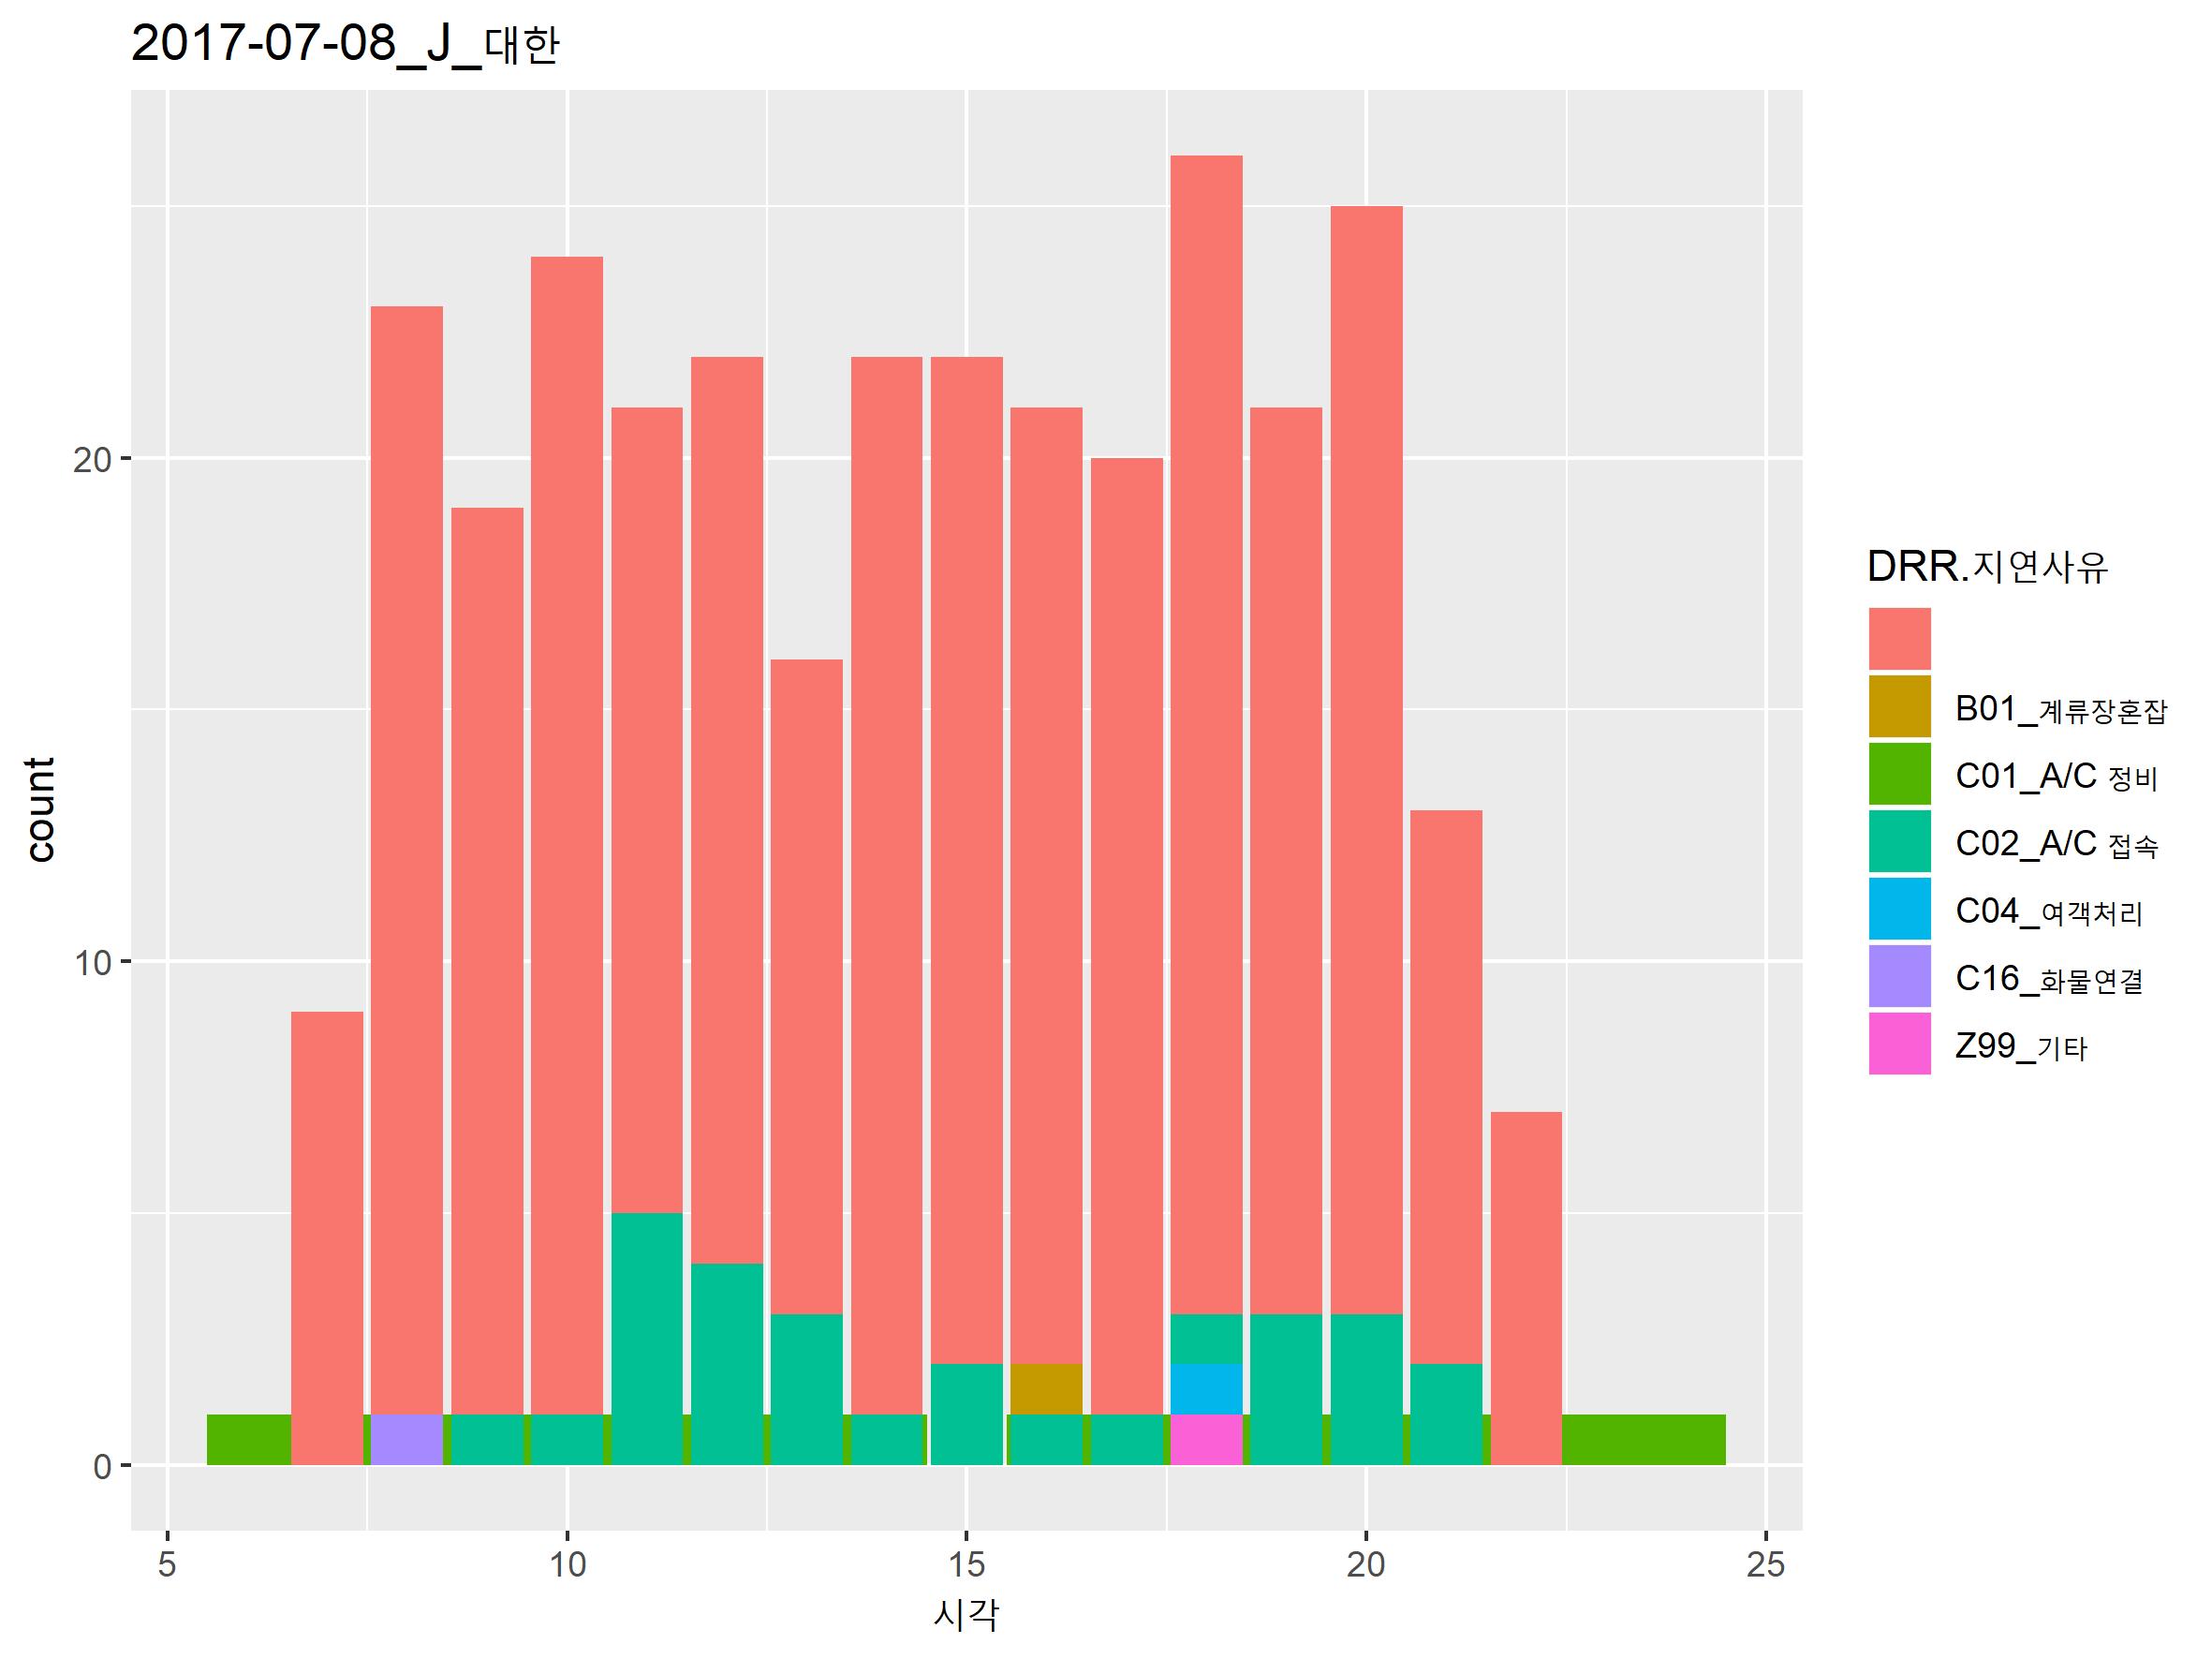 2017-07-08_J_대한
count
20
10
0
5
10
15
20
25
시각
DRR.지연사유
B01_계류장혼잡
C01_A/C 정비
C02_A/C 접속
C04_여객처리
C16_화물연결
Z99_기타